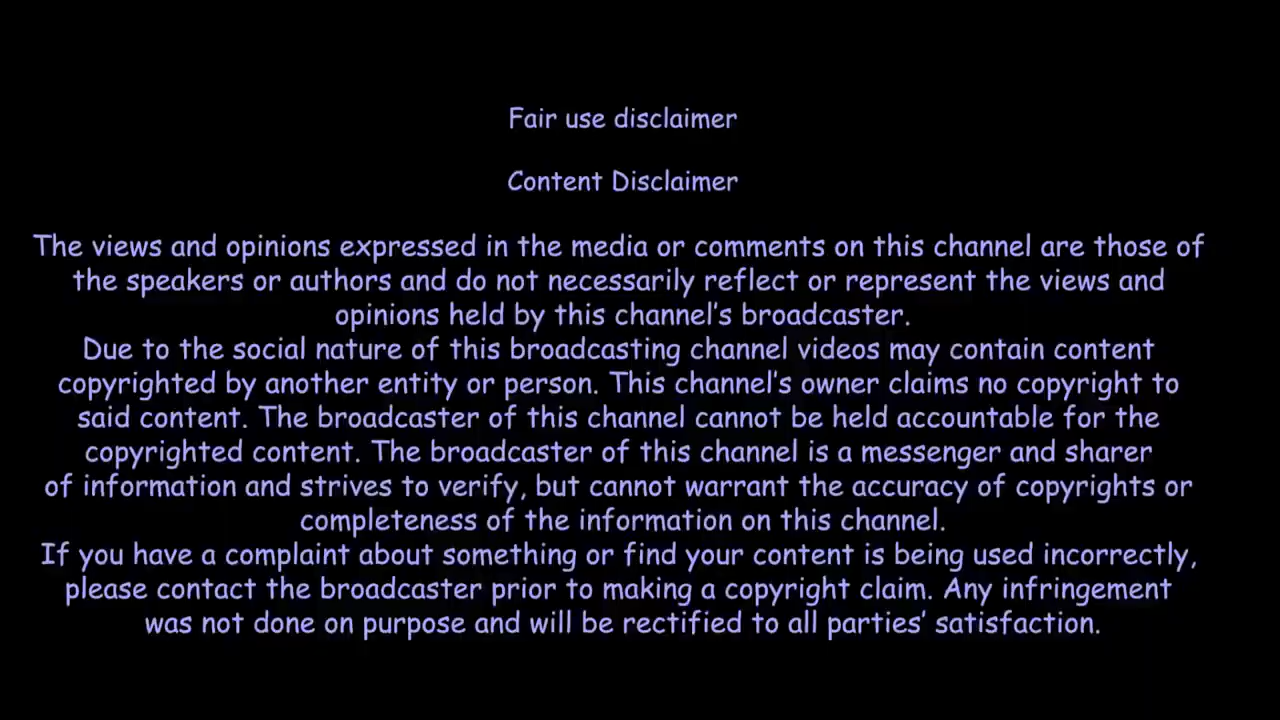 Fair use disclaimer
Content Disclaimer
The views and opinions expressed in the media or comments on this channel are those of
the speakers or authors and do not necessarily reflect or represent the views and
opinions held by this channel’s broadcaster.
Due to the social nature of this broadcasting channel videos may contain content
copyrighted by another entity or person. This channel’s owner claims no copyright to
said content. The broadcaster of this channel cannot be held accountable for the
copyrighted content. The broadcaster of this channel is a messenger and sharer
of information and strives to verify, but cannot warrant the accuracy of copyrights or
completeness of the information on this channel.
If you have a complaint about something or find your content is being used incorrectly,
please contact the broadcaster prior to making a copyright claim. Any infringement
was not done on purpose and will be rectified to all parties’ satisfaction.